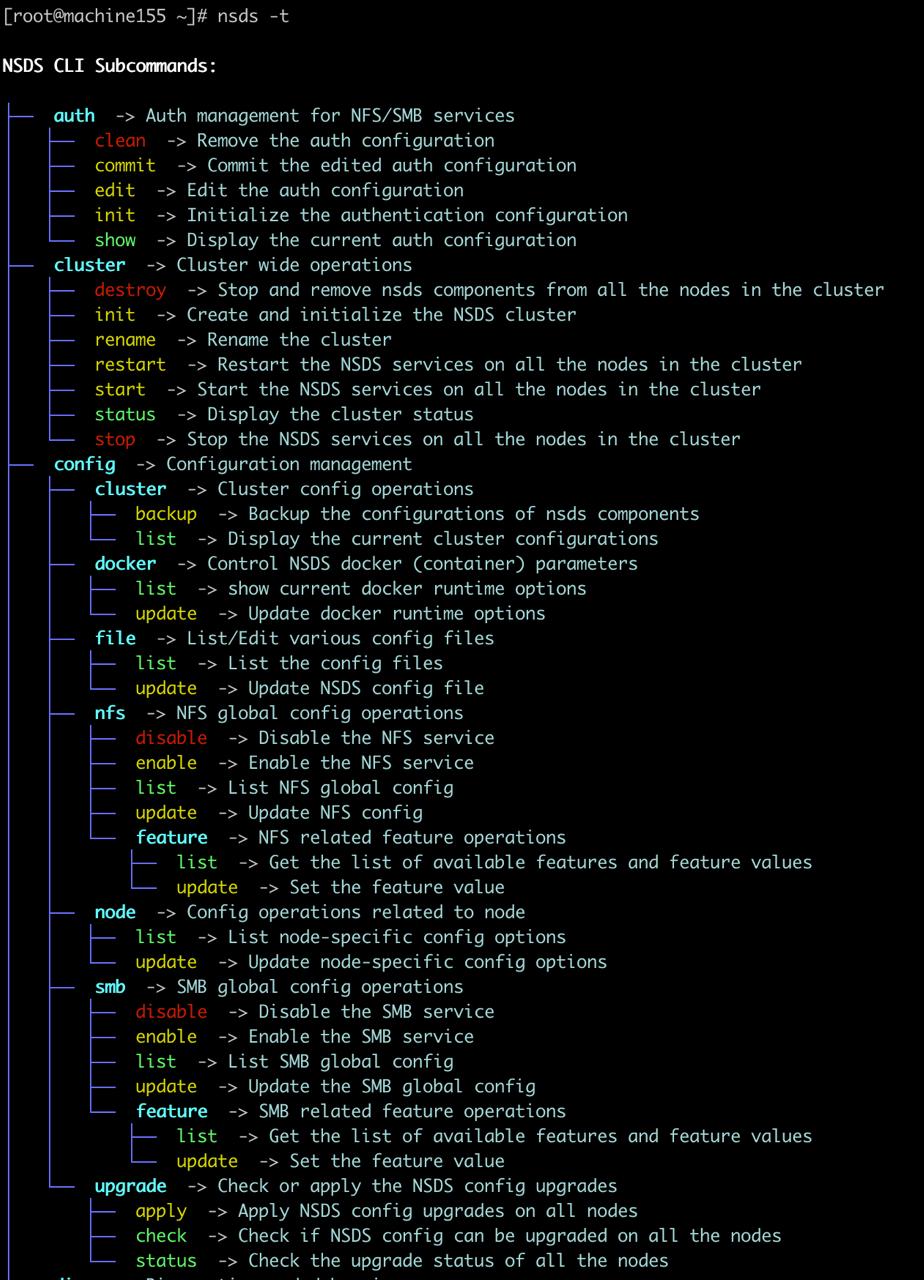 [root@machine155 ~]# nsds -t
NSDS CLI Subcommands:
auth -> Auth management for NFS/SMB services
clean -> Remove the auth configuration
commit -> Commit the edited auth configuration
edit -> Edit the auth configuration
init -> Initialize the authentication configuration
show -> Display the current auth configuration
cluster -> Cluster wide operations
destroy -> Stop and remove nsds components from all the nodes in the cluster
init -> Create and initialize the NSDS cluster
rename -> Rename the cluster
restart -> Restart the NSDS services on all the nodes in the cluster
start -> Start the NSDS services on all the nodes in the cluster
status -> Display the cluster status
stop -> Stop the NSDS services on all the nodes in the cluster
config -> Configuration management
cluster -> Cluster config operations
backup -> Backup the configurations of nsds components
list -> Display the current cluster configurations
docker -> Control NSDS docker (container) parameters
list -> show current docker runtime options
update -> Update docker runtime options
file -> List/Edit various config files
list -> List the config files
update -> Update NSDS config file
nfs -> NFS global config operations
disable -> Disable the NFS service
enable -> Enable the NFS service
list -> List NFS global config
update -> Update NFS config
feature -> NFS related feature operations
list -> Get the list of available features and feature values
update -> Set the feature value
node -> Config operations related to node
list -> List node-specific config options
update -> Update node-specific config options
smb -> SMB global config operations
disable -> Disable the SMB service
enable -> Enable the SMB service
list -> List SMB global config
update -> Update the SMB global config
feature -> SMB related feature operations
list -> Get the list of available features and feature values
update -> Set the feature value
upgrade -> Check or apply the NSDS config upgrades
apply -> Apply NSDS config upgrades on all nodes
check -> Check if NSDS config can be upgraded on all the nodes
status -> Check the upgrade status of all the nodes